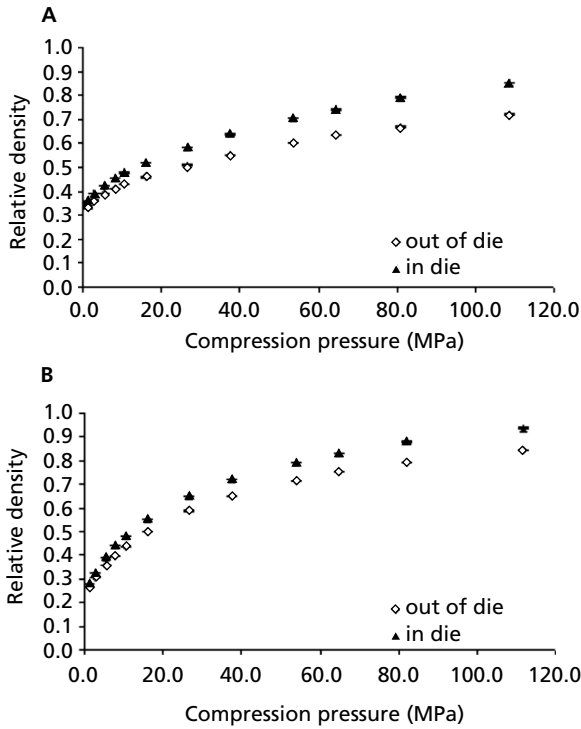 A
1.0
0.9
0.8
0.7
0.6
0.5
0.4
0.3
0.2
0.1
0.0
Relative density
out of die
in die
0.0 20.0 40.0 60.0 80.0 100.0 120.0
Compression pressure (MPa)
B
1.0
0.9
0.8
0.7
0.6
0.5
0.4
0.3
0.2
0.1
0.0
Relative density
out of die
in die
0.0 20.0 40.0 60.0 80.0 100.0 120.0
Compression pressure (MPa)